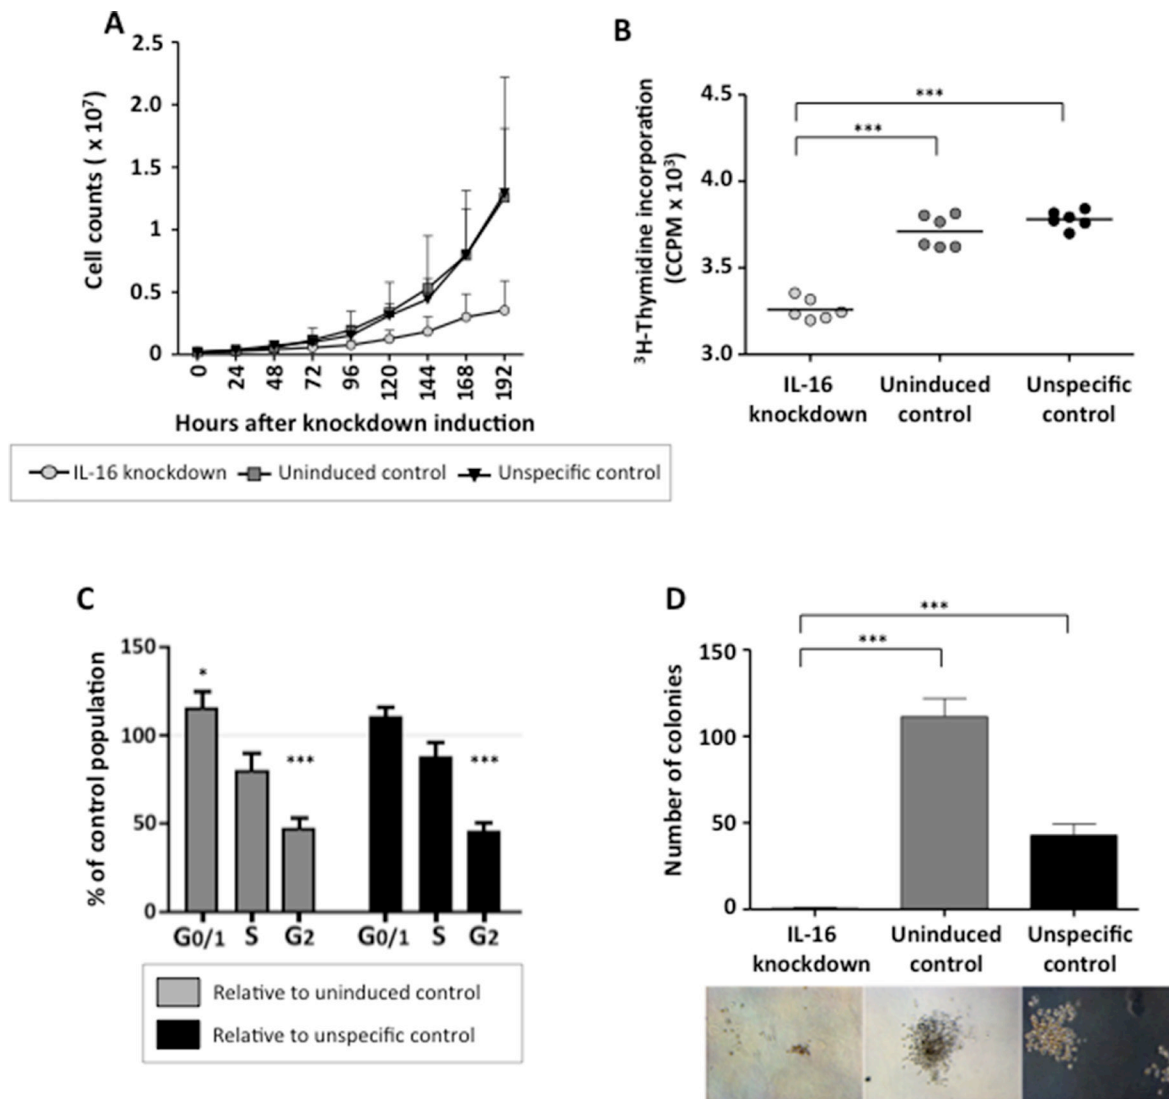 A
2.5
2.0
1.5
1
0.5
0
Cell counts ( x 10⁷)
0 24 48 72 96 120 144 168 192
Hours after knockdown induction
IL-16 knockdown Uninduced control Unspecific control
B
4.5
4.0
3.5
3.0
³H-Thymidine incorporation
(CCPM x 10³)
***
***
IL-16 Uninduced Unspecific
knockdown control control
C
150
100
50
0
% of control population
*
*** ***
G0/1 S G2 G0/1 S G2
Relative to uninduced control
Relative to unspecific control
D
150
100
50
0
Number of colonies
***
***
IL-16 Uninduced Unspecific
knockdown control control